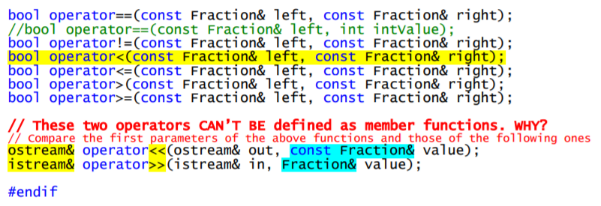 bool operator==(const Fraction& left, const Fraction& right);
//bool operator==(const Fraction& left, int intValue);
bool operator!=(const Fraction& left, const Fraction& right);
bool operator<(const Fraction& left, const Fraction& right);
bool operator<=(const Fraction& left, const Fraction& right);
bool operator>(const Fraction& left, const Fraction& right);
bool operator>=(const Fraction& left, const Fraction& right);
// These two operators CAN'T BE defined as member functions. WHY?
// Compare the first parameters of the above functions and those of the following ones
ostream& operator<<(ostream& out, const Fraction& value);
istream& operator>>(istream& in, Fraction& value);
#endif